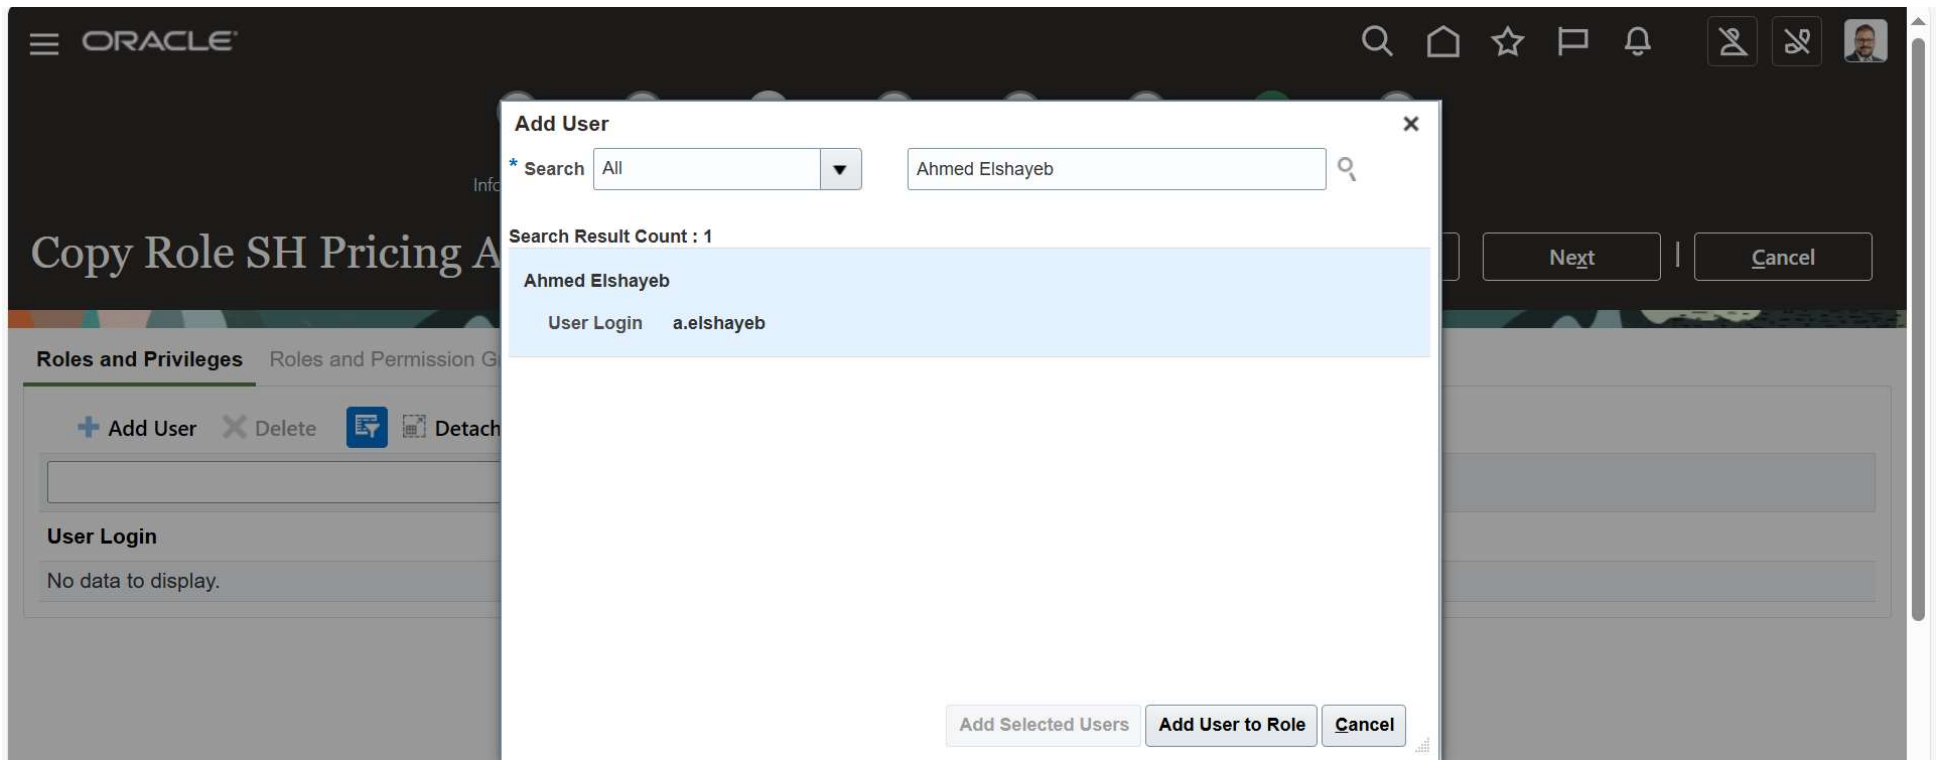 ORACLE
Add User
* Search All Ahmed Elshayeb
Info
Search Result Count : 1
Copy Role SH Pricing A
Next | Cancel
Ahmed Elshayeb
User Login a.elshayeb
Roles and Privileges Roles and Permission G
Add User Delete Detach
User Login
No data to display.
Add Selected Users Add User to Role Cancel